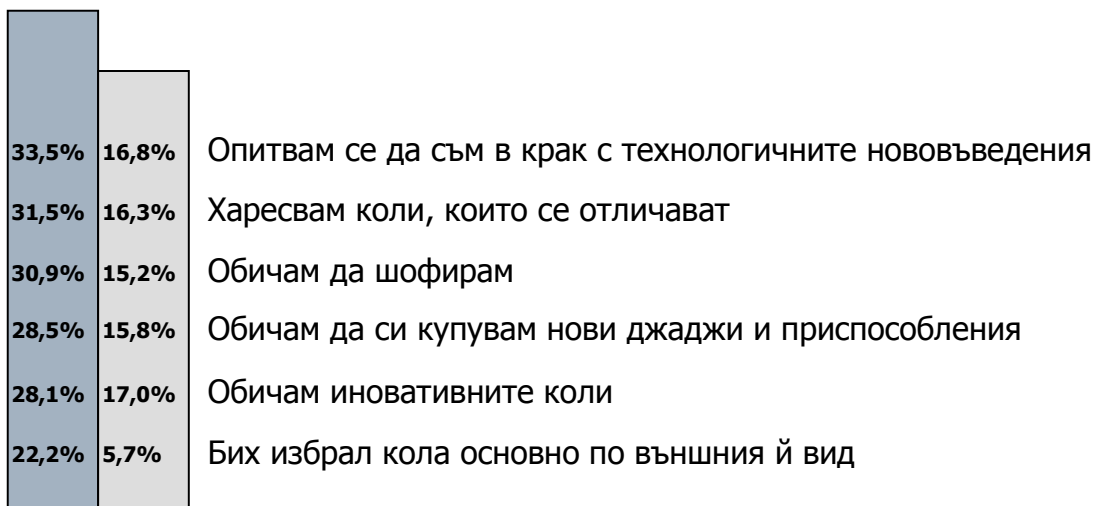 33,5% 16,8% Опитвам се да съм в крак с технологичните нововъведения
31,5% 16,3% Харесвам коли, които се отличават
30,9% 15,2% Обичам да шофирам
28,5% 15,8% Обичам да си купувам нови джаджи и приспособления
28,1% 17,0% Обичам иновативните коли
22,2% 5,7% Бих избрал кола основно по външния й вид